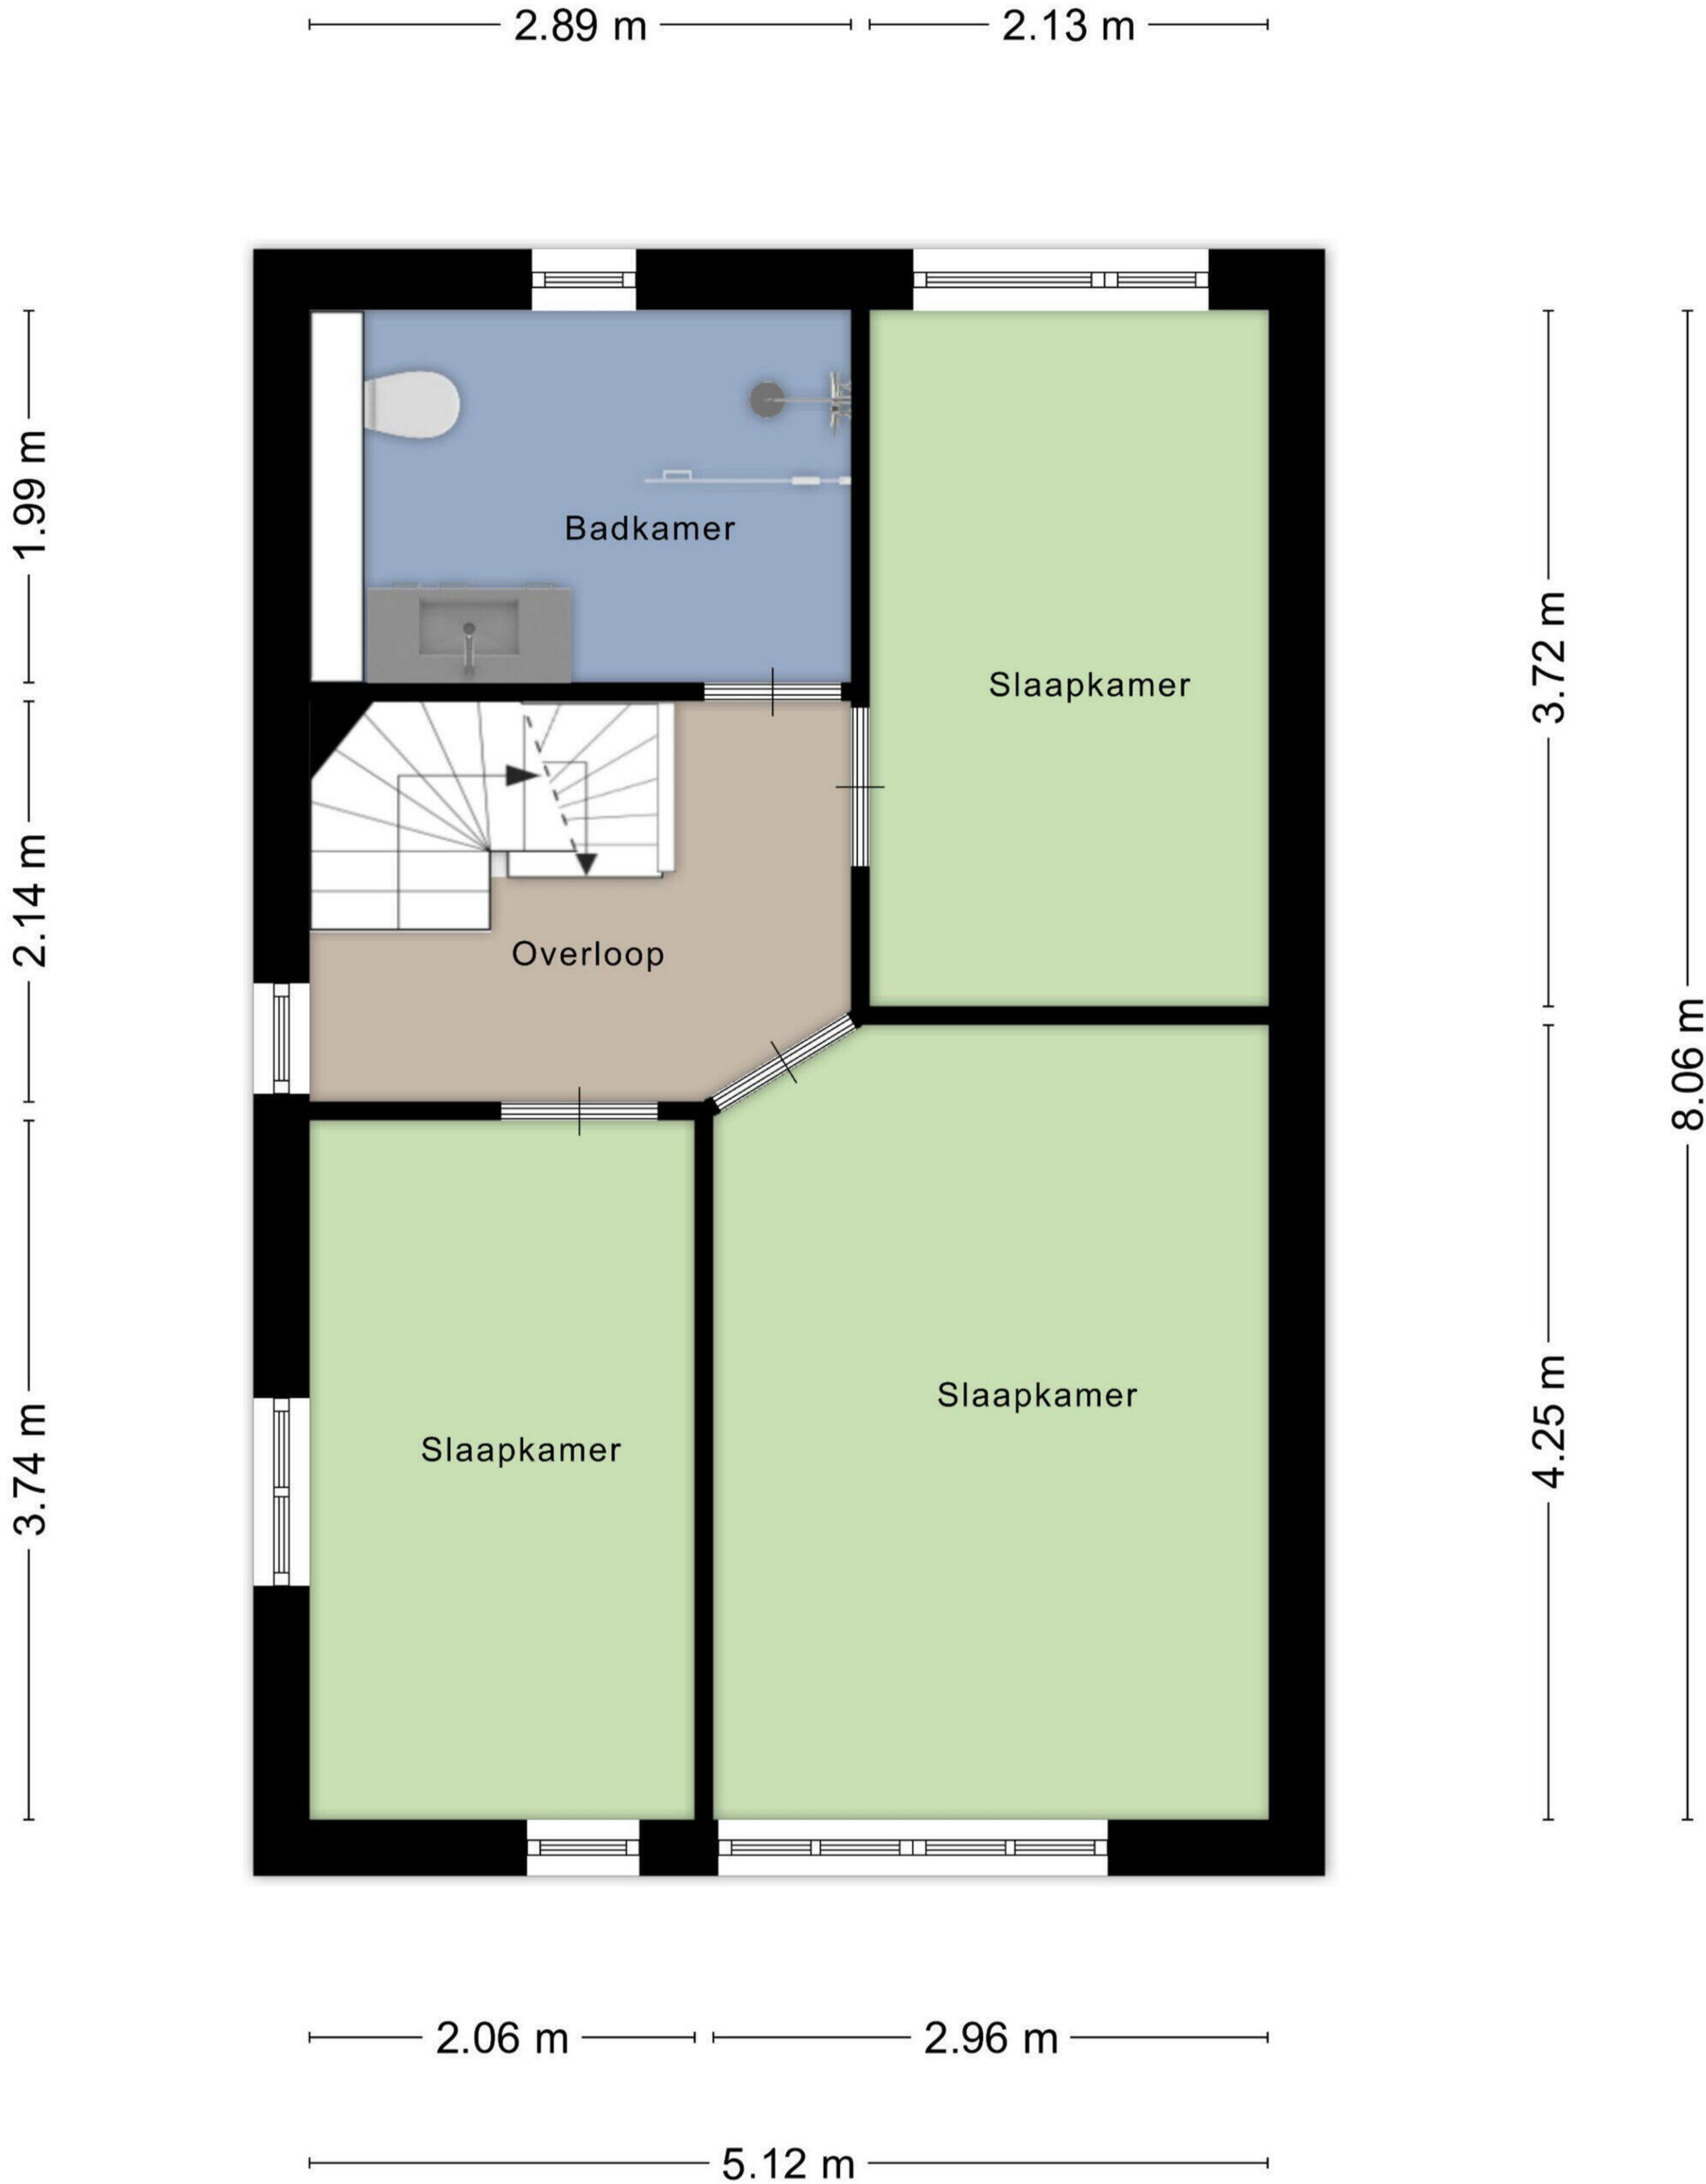 2.89 m
2.13 m
1.99 m
Badkamer
3.72 m
Slaapkamer
2.14 m
Overloop
8.06 m
3.74 m
Slaapkamer
4.25 m
Slaapkamer
2.06 m
2.96 m
5.12 m